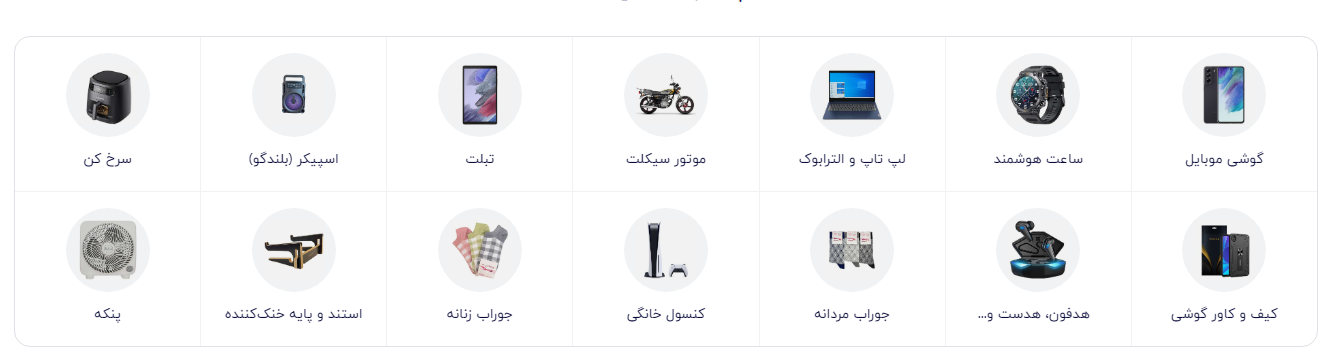 گوشی موبایل
ساعت هوشمند
لپ تاپ و الترابوک
موتور سیکلت
تبلت
اسپیکر (بلندگو)
سرخ کن
کیف و کاور گوشی
هدفون، هدست و...
جوراب مردانه
کنسول خانگی
جوراب زنانه
استند و پایه خنک‌کننده
پنکه